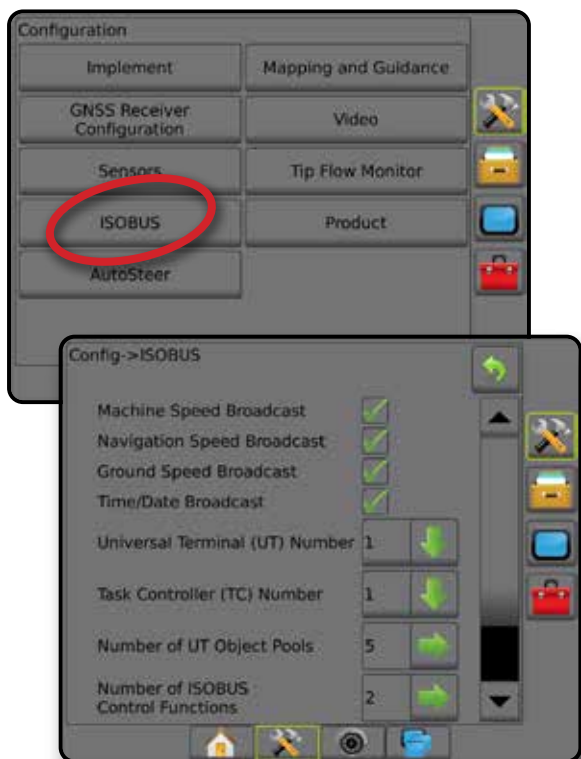 Configuration
Implement
Mapping and Guidance
GNSS Receiver
Configuration
Video
Sensors
Tip Flow Monitor
ISOBUS
Product
AutoSteer
Config->ISOBUS
Machine Speed Broadcast
Navigation Speed Broadcast
Ground Speed Broadcast
Time/Date Broadcast
Universal Terminal (UT) Number 1
Task Controller (TC) Number 1
Number of UT Object Pools 5
Number of ISOBUS
Control Functions 2